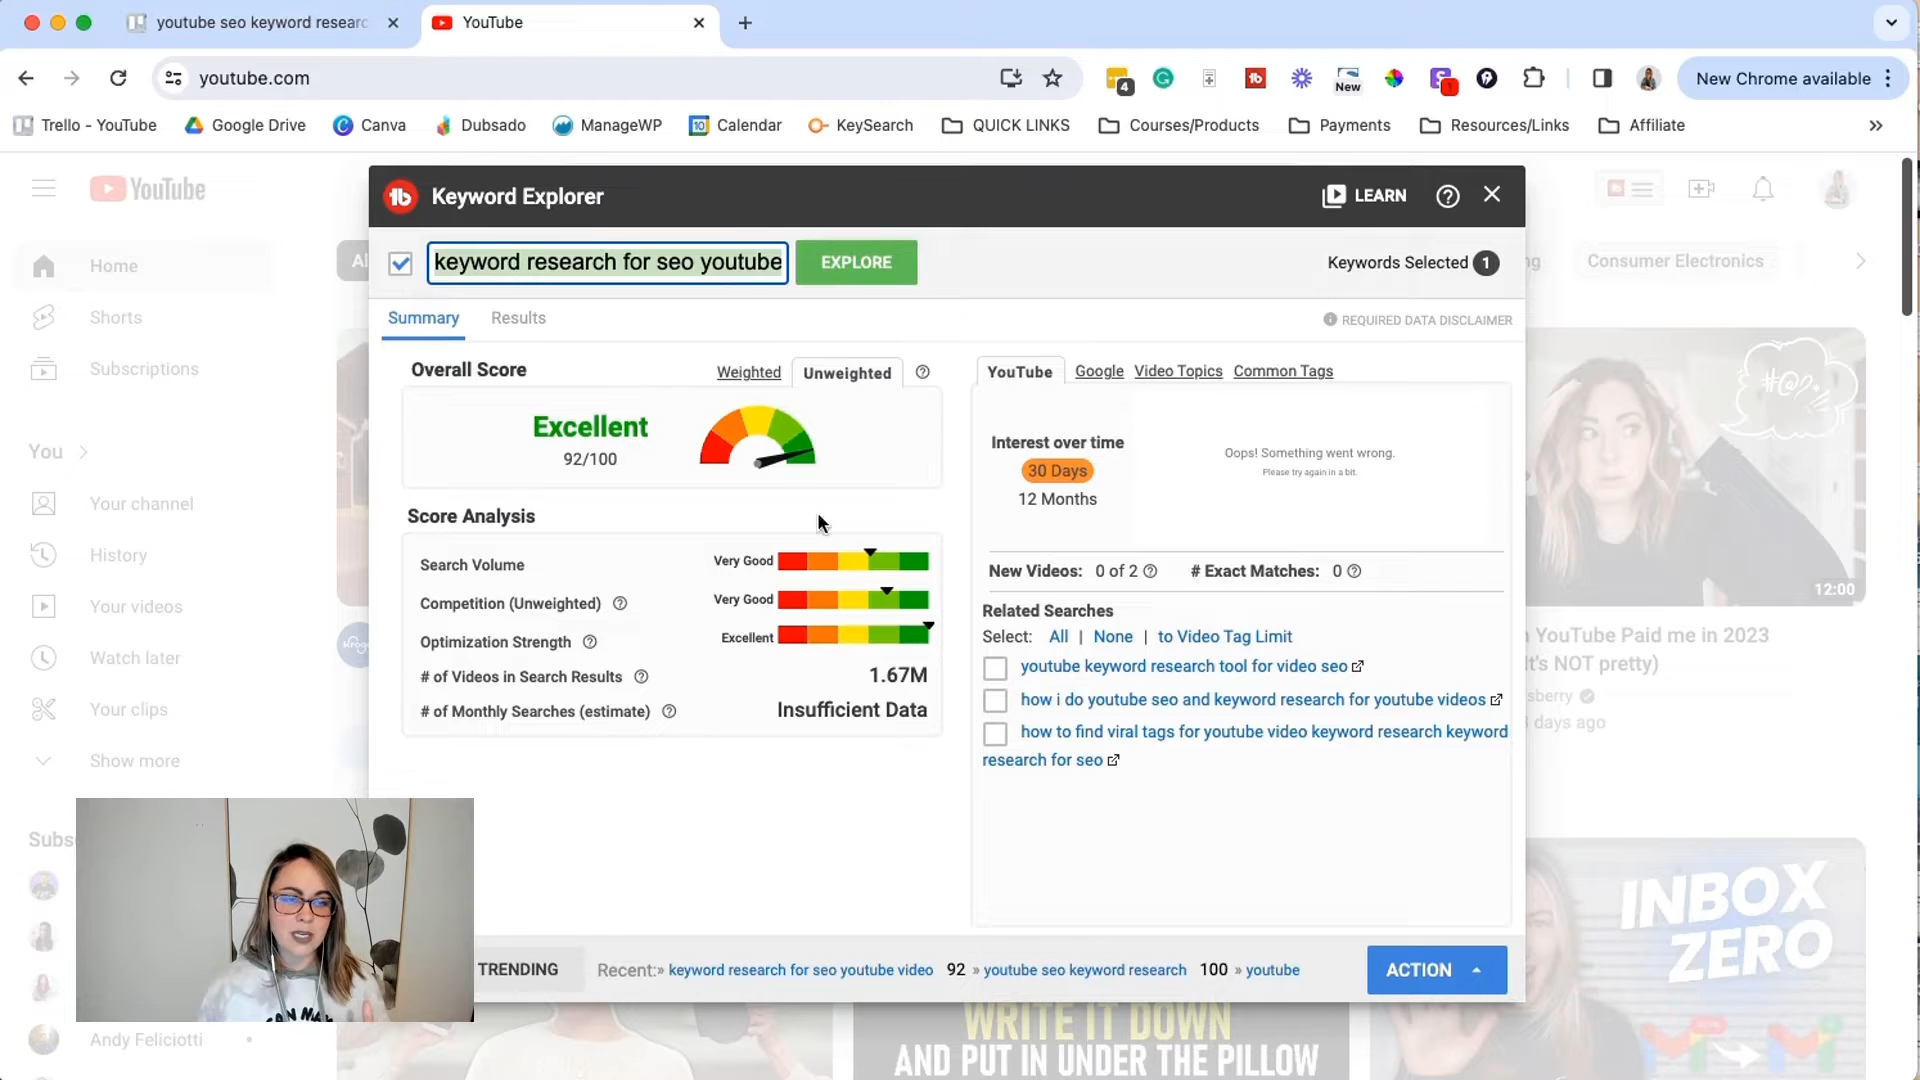 youtube seo keyword researc
YouTube
youtube.com
4
New
1
New Chrome available
Trello - YouTube
Google Drive
Canva
Dubsado
ManageWP
10
Calendar
KeySearch
QUICK LINKS
Courses/Products
Payments
Resources/Links
Affiliate
YouTube
Home
Shorts
Subscriptions
You
Your channel
History
Your videos
Watch later
Your clips
Show more
Subs
Andy Feliciotti
Al
ng
Consumer Electronics
tb
Keyword Explorer
LEARN
keyword research for seo youtube
EXPLORE
Keywords Selected 1
Summary
Results
REQUIRED DATA DISCLAIMER
Overall Score
Weighted
Unweighted
Excellent
92/100
Score Analysis
Search Volume
Very Good
Competition (Unweighted)
Very Good
Optimization Strength
Excellent
# of Videos in Search Results
1.67M
# of Monthly Searches (estimate)
Insufficient Data
YouTube
Google
Video Topics
Common Tags
Interest over time
30 Days
12 Months
Oops! Something went wrong.
Please try again in a bit.
New Videos: 0 of 2
# Exact Matches: 0
Related Searches
Select: All | None | to Video Tag Limit
youtube keyword research tool for video seo
how i do youtube seo and keyword research for youtube videos
how to find viral tags for youtube video keyword research keyword
research for seo
TRENDING
Recent:» keyword research for seo youtube video 92 » youtube seo keyword research 100 » youtube
ACTION
#!@?,
12:00
YouTube Paid me in 2023
t's NOT pretty)
sberry
days ago
INBOX
ZERO
WRITE IT DOWN
AND PUT IN UNDER THE PILLOW